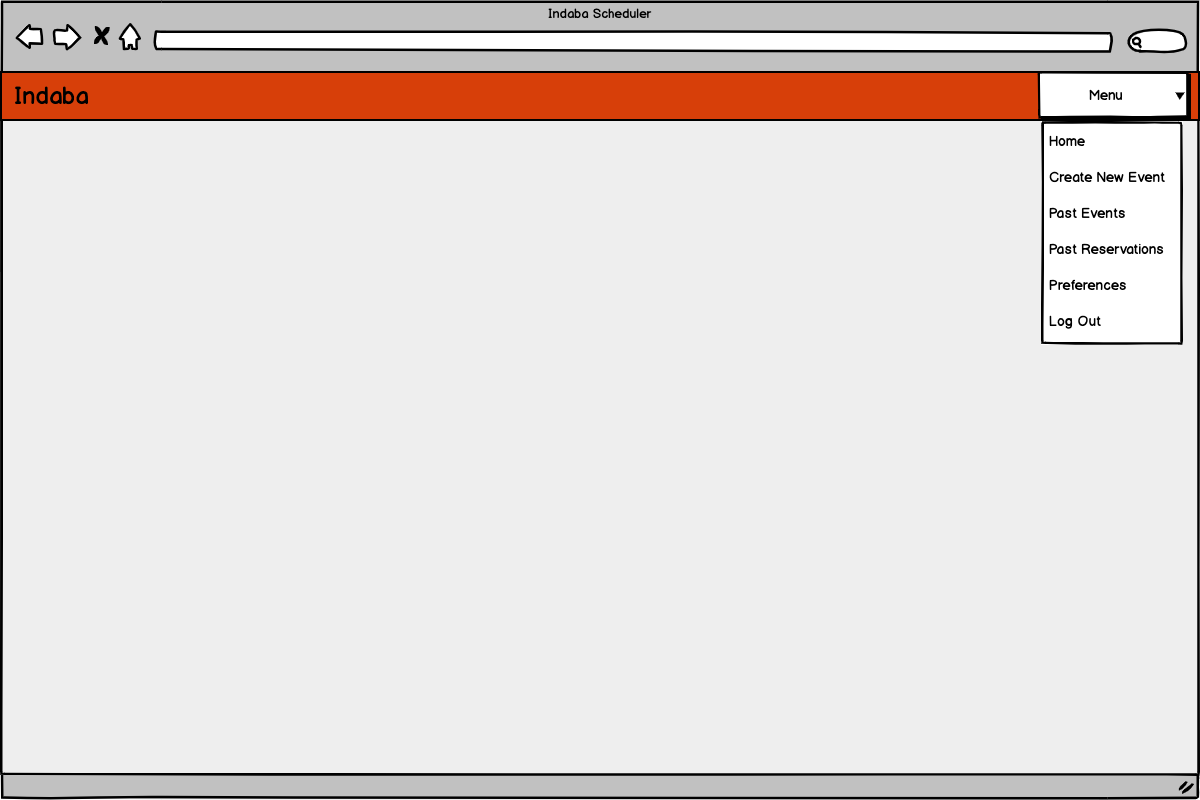 Indaba Scheduler
Indaba
Menu
Home
Create New Event
Past Events
Past Reservations
Preferences
Log Out